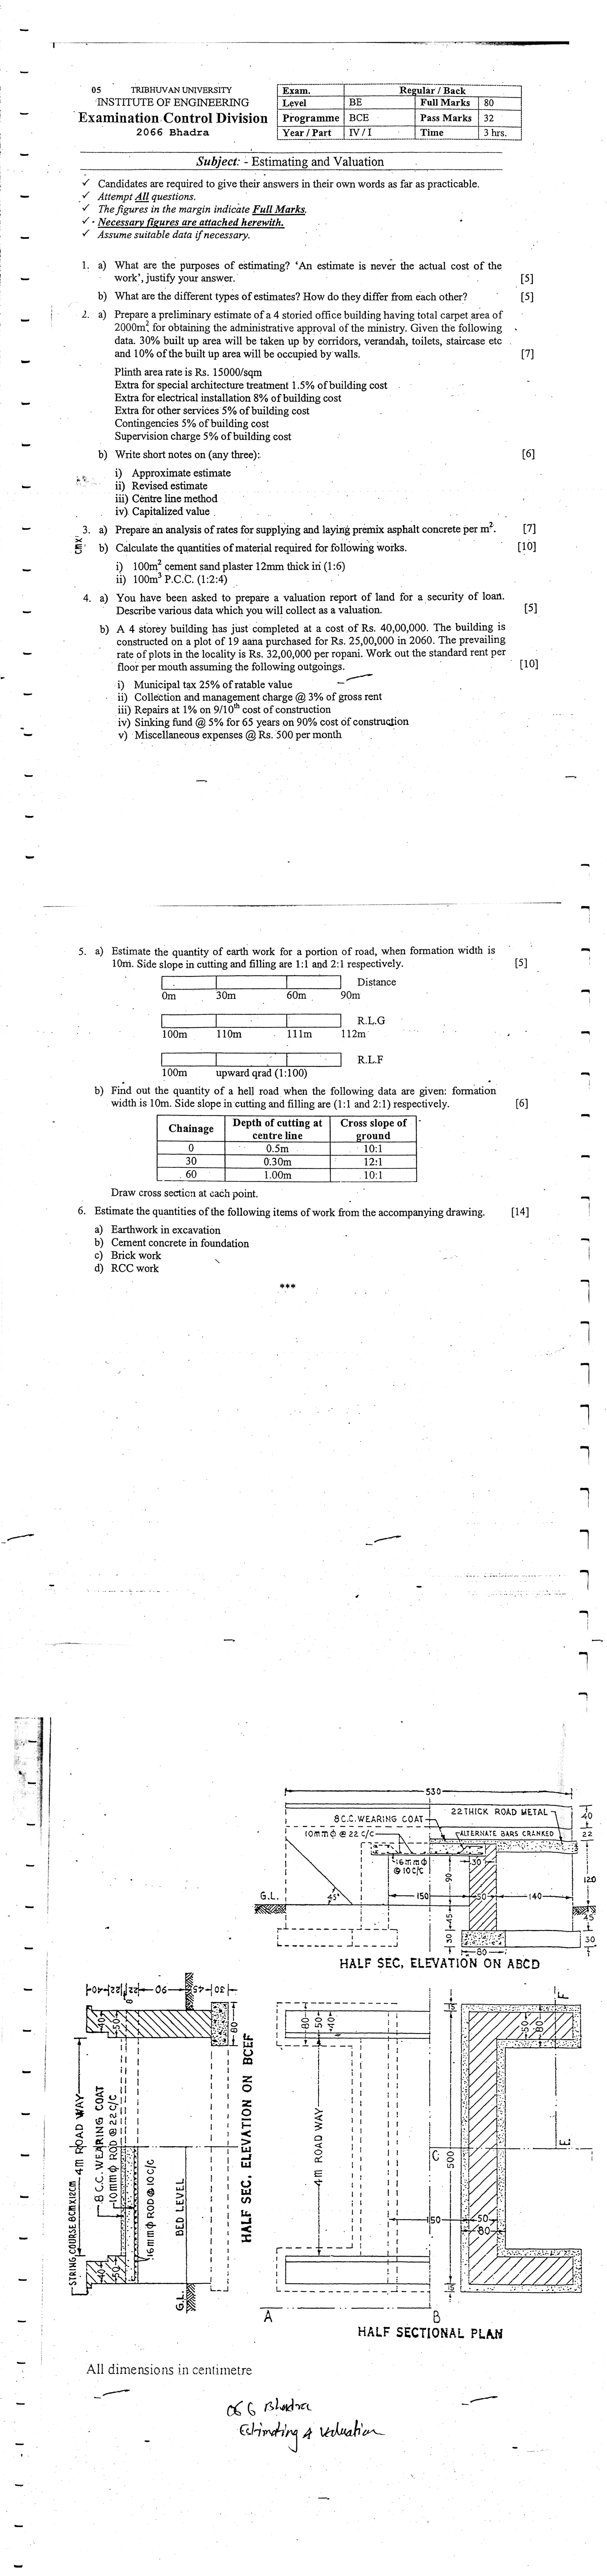 05 TRIBHUVAN UNIVERSITY
INSTITUTE OF ENGINEERING
Examination Control Division
2066 Bhadra
Exam. Regular / Back
Level BE Full Marks 80
Programme BCE Pass Marks 32
Year / Part IV / I Time 3 hrs.
Subject: - Estimating and Valuation
✓ Candidates are required to give their answers in their own words as far as practicable.
✓ Attempt All questions.
✓ The figures in the margin indicate Full Marks.
✓ Necessary figures are attached herewith.
✓ Assume suitable data if necessary.
1. a) What are the purposes of estimating? 'An estimate is never the actual cost of the
work', justify your answer. [5]
b) What are the different types of estimates? How do they differ from each other? [5]
2. a) Prepare a preliminary estimate of a 4 storied office building having total carpet area of
2000m² for obtaining the administrative approval of the ministry. Given the following
data. 30% built up area will be taken up by corridors, verandah, toilets, staircase etc
and 10% of the built up area will be occupied by walls. [7]
Plinth area rate is Rs. 15000/sqm
Extra for special architecture treatment 1.5% of building cost
Extra for electrical installation 8% of building cost
Extra for other services 5% of building cost
Contingencies 5% of building cost
Supervision charge 5% of building cost
b) Write short notes on (any three): [6]
i) Approximate estimate
ii) Revised estimate
iii) Centre line method
iv) Capitalized value
3. a) Prepare an analysis of rates for supplying and laying premix asphalt concrete per m². [7]
b) Calculate the quantities of material required for following works. [10]
i) 100m² cement sand plaster 12mm thick in (1:6)
ii) 100m³ P.C.C. (1:2:4)
4. a) You have been asked to prepare a valuation report of land for a security of loan.
Describe various data which you will collect as a valuation. [5]
b) A 4 storey building has just completed at a cost of Rs. 40,00,000. The building is
constructed on a plot of 19 aana purchased for Rs. 25,00,000 in 2060. The prevailing
rate of plots in the locality is Rs. 32,00,000 per ropani. Work out the standard rent per
floor per mouth assuming the following outgoings. [10]
i) Municipal tax 25% of ratable value
ii) Collection and management charge @ 3% of gross rent
iii) Repairs at 1% on 9/10th cost of construction
iv) Sinking fund @ 5% for 65 years on 90% cost of construction
v) Miscellaneous expenses @ Rs. 500 per month
5. a) Estimate the quantity of earth work for a portion of road, when formation width is
10m. Side slope in cutting and filling are 1:1 and 2:1 respectively. [5]
Distance
0m 30m 60m 90m
R.L.G
100m 110m 111m 112m
R.L.F
100m upward qrad (1:100)
b) Find out the quantity of a hell road when the following data are given: formation
width is 10m. Side slope in cutting and filling are (1:1 and 2:1) respectively. [6]
Chainage Depth of cutting at centre line Cross slope of ground
0 0.5m 10:1
30 0.30m 12:1
60 1.00m 10:1
Draw cross section at each point.
6. Estimate the quantities of the following items of work from the accompanying drawing. [14]
a) Earthwork in excavation
b) Cement concrete in foundation
c) Brick work
d) RCC work
***
530
8 C.C. WEARING COAT
22 THICK ROAD METAL
40
10mm ϕ @ 22 C/C
ALTERNATE BARS CRANKED
22
16mm ϕ @ 10 C/C
30
90
120
G.L.
45°
150
50
140
45
45
30
80
30
HALF SEC, ELEVATION ON ABCD
40 22 22 90 45 30
8
40
50
80
4M ROAD WAY
8 C.C. WEARING COAT
10mm ϕ ROD @ 22 C/C
16mm ϕ ROD @ 10 C/C
BED LEVEL
STRING COURSE 8CM X 12CM
40
50
G.L.
HALF SEC, ELEVATION ON BCEF
80
50
40
4M ROAD WAY
15
F
50
80
C
E
500
150
50
80
15
A
B
HALF SECTIONAL PLAN
All dimensions in centimetre
066 Bhadra
Estimating & Valuation